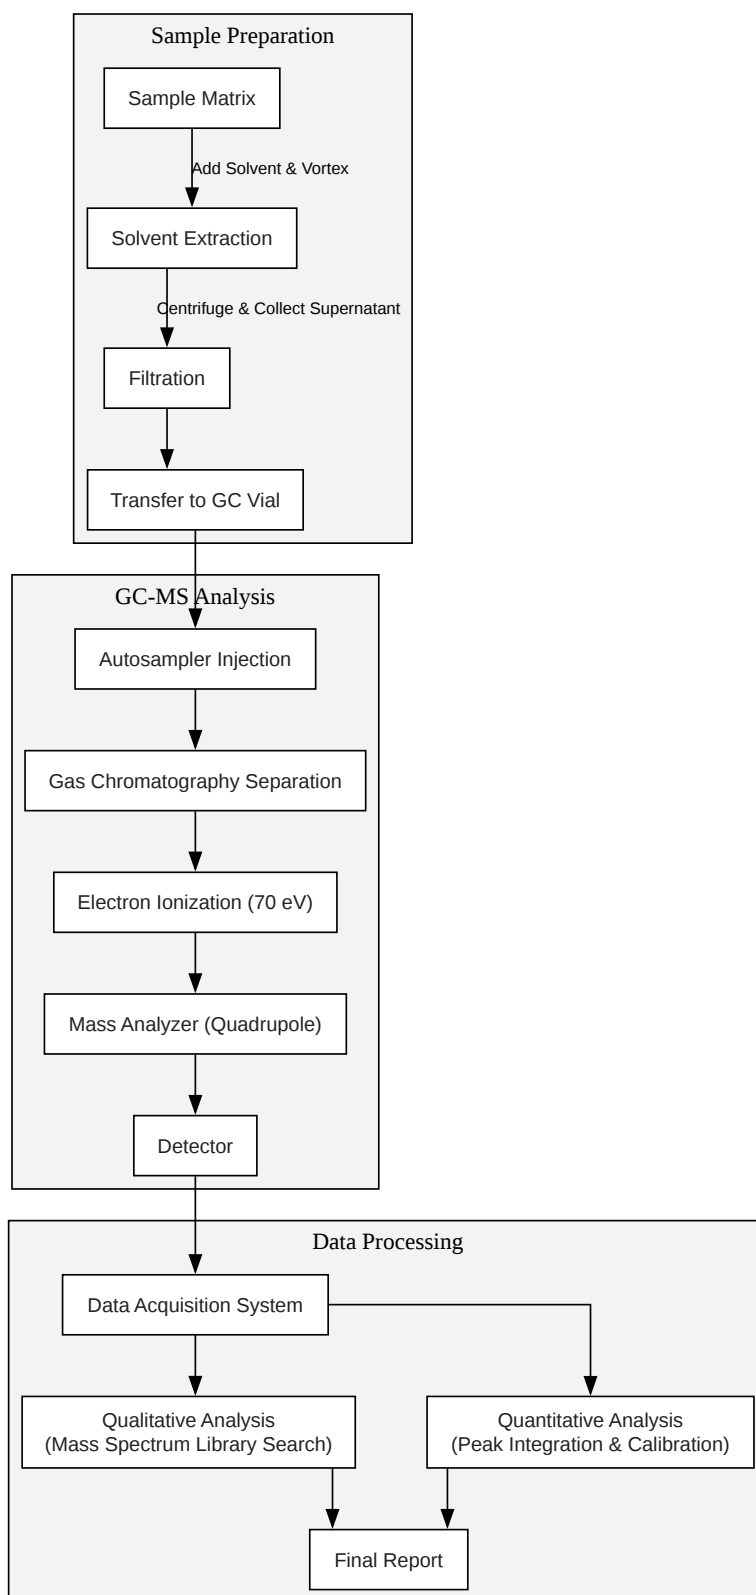 Sample Preparation
Sample Matrix
Add Solvent & Vortex
Solvent Extraction
Centrifuge & Collect Supernatant
Filtration
Transfer to GC Vial
GC-MS Analysis
Autosampler Injection
Gas Chromatography Separation
Electron Ionization (70 eV)
Mass Analyzer (Quadrupole)
Detector
Data Processing
Data Acquisition System
Qualitative Analysis
(Mass Spectrum Library Search)
Quantitative Analysis
(Peak Integration & Calibration)
Final Report